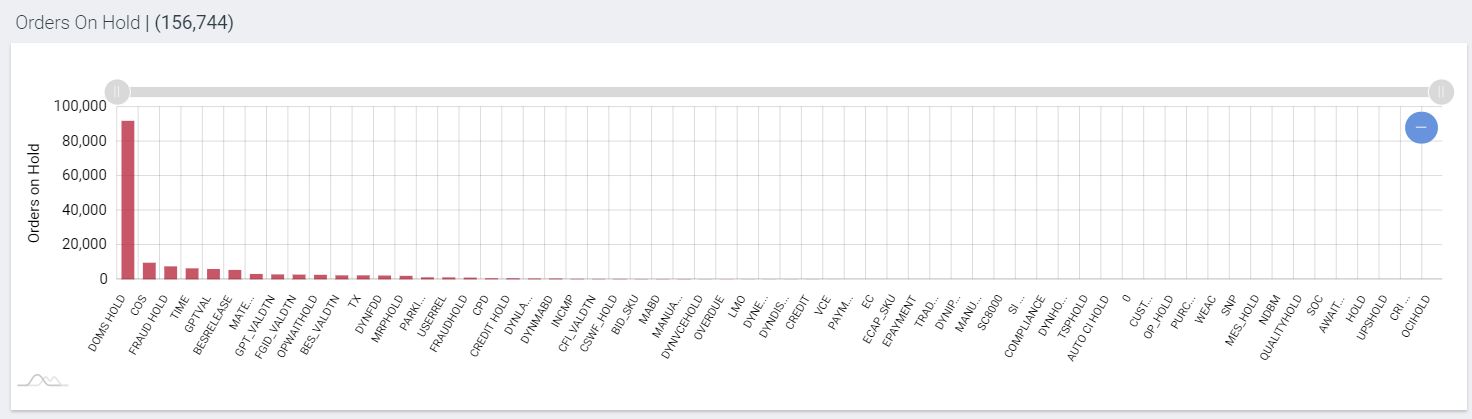 Orders On Hold | (156,744)
100,000
80,000
60,000
40,000
20,000
0
Orders on Hold
DOMS HOLD
COS
FRAUD HOLD
TIME
GPTVAL
BESRELEASE
MATE...
GPT_VALDTN
FGID_VALDTN
OPWAITHOLD
BES_VALDTN
TX
DYNFDD
MRPHOLD
PARKI...
USERREL
FRAUDHOLD
CPD
CREDIT HOLD
DYNLA...
DYNMABD
INCMP
CFI_VALDTN
CSWF_HOLD
BID_SKU
MABD
MANUA...
DYNVCEHOLD
OVERDUE
LMO
DYNE...
DYNDIS...
CREDIT
VCE
PAYM...
EC
ECAP_SKU
EPAYMENT
TRAD...
DYNIP...
MANU...
SC8000
SI ...
COMPLIANCE
DYNHO...
TSPHOLD
AUTO CI HOLD
0
CUST...
OP_HOLD
PURC...
WEAC
SNP
MES_HOLD
NDBM
QUALITYHOLD
SOC
AWAIT...
HOLD
UPSHOLD
CRI ...
OCIHOLD